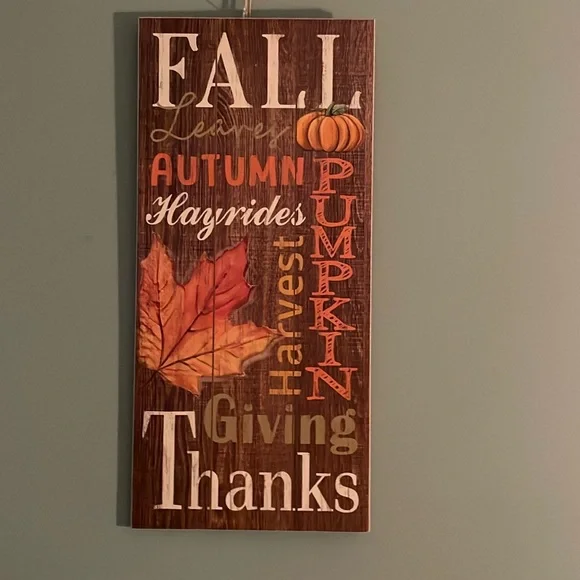 FALL
Leaves
AUTUMN
Hayrides
PUMPKIN
Harvest
Giving
Thanks